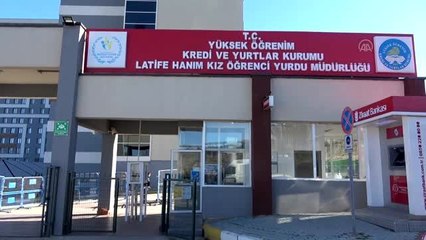 T.C.
YÜKSEK ÖĞRENİM
KREDİ VE YURTLAR KURUMU
LATİFE HANIM KIZ ÖĞRENCİ YURDU MÜDÜRLÜĞÜ
Ziraat Bankası